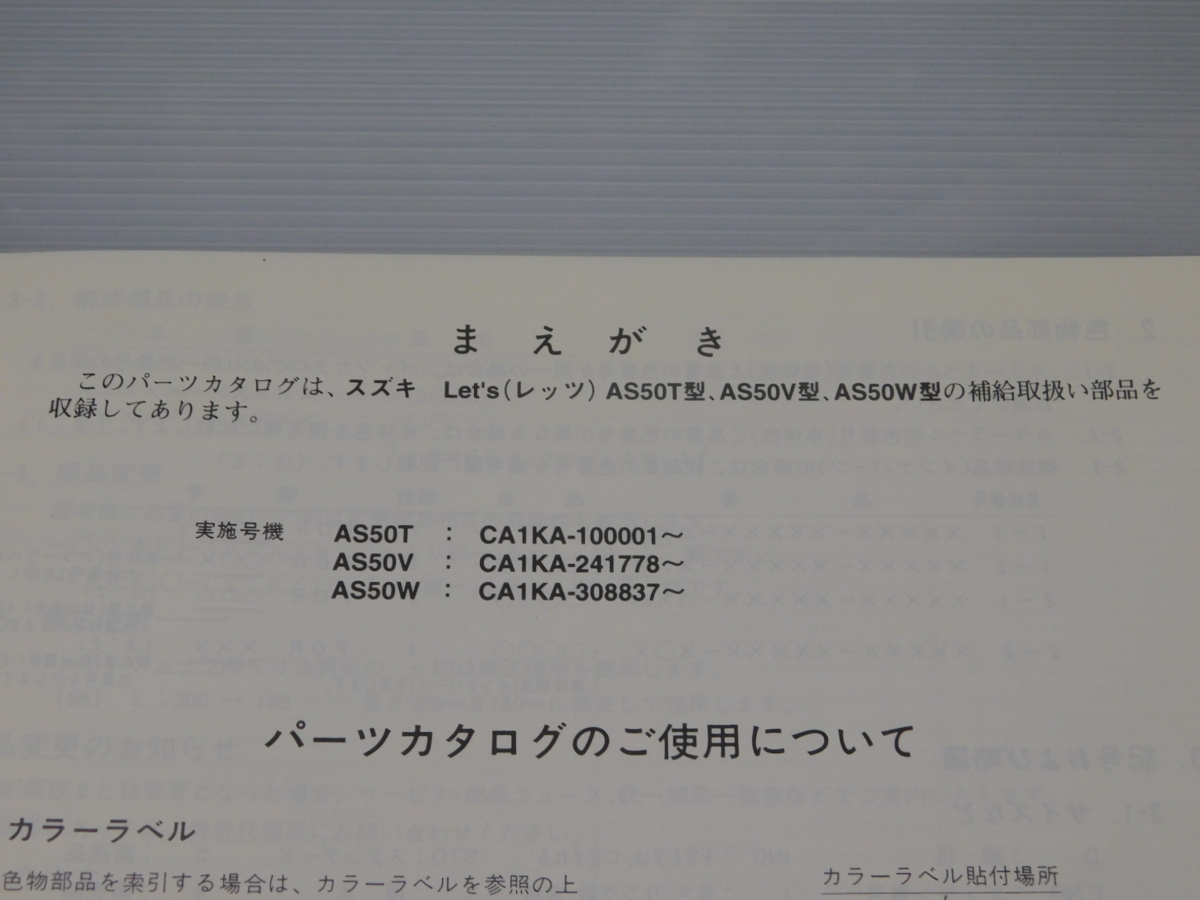 まえがき
このパーツカタログは、スズキ　Let's(レッツ) AS50T型、AS50V型、AS50W型の補給取扱い部品を
収録してあります。
実施号機　AS50T　:　CA1KA-100001～
AS50V　:　CA1KA-241778～
AS50W　:　CA1KA-308837～
パーツカタログのご使用について
カラーラベル
色物部品を索引する場合は、カラーラベルを参照の上
カラーラベル貼付場所